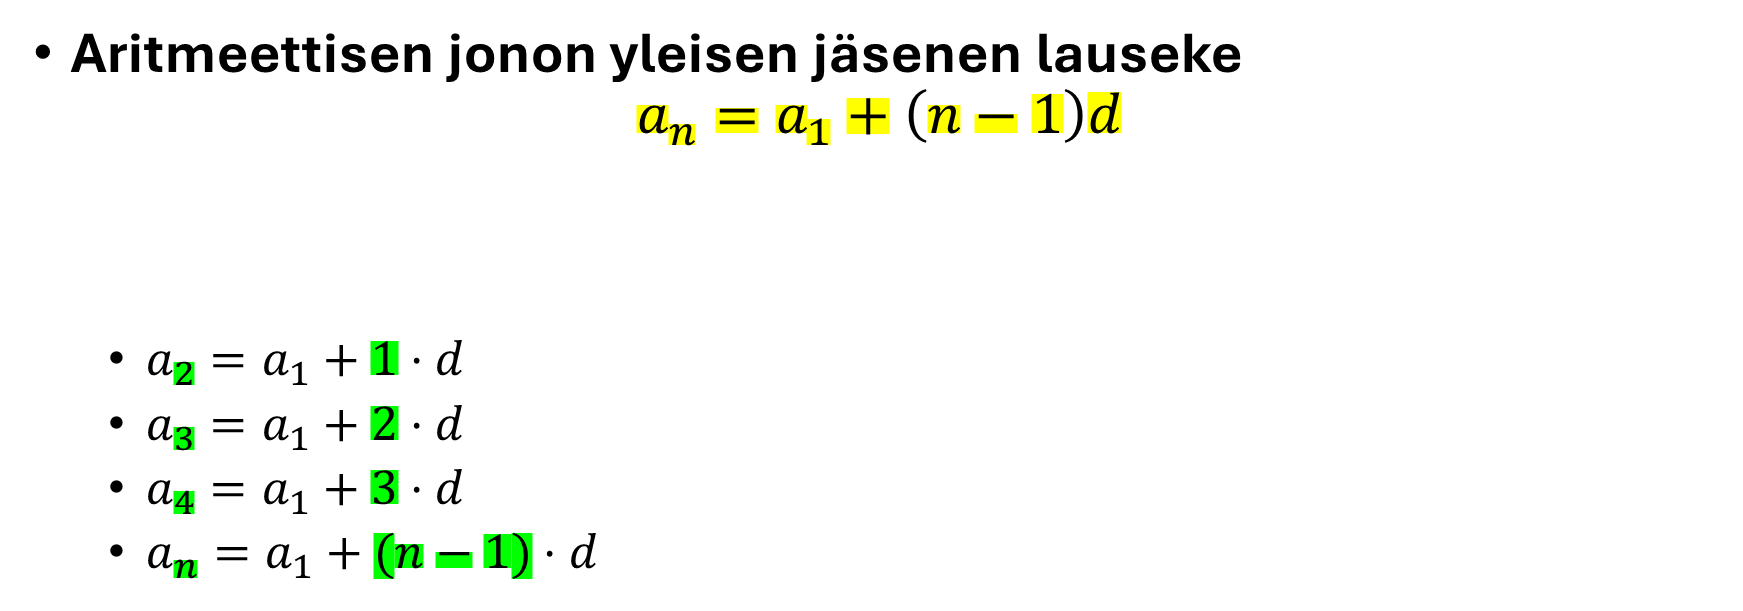 • Aritmeettisen jonon yleisen jäsenen lauseke
aₙ = a₁ + (n − 1)d
• a₂ = a₁ + 1 · d
• a₃ = a₁ + 2 · d
• a₄ = a₁ + 3 · d
• aₙ = a₁ + (n − 1) · d